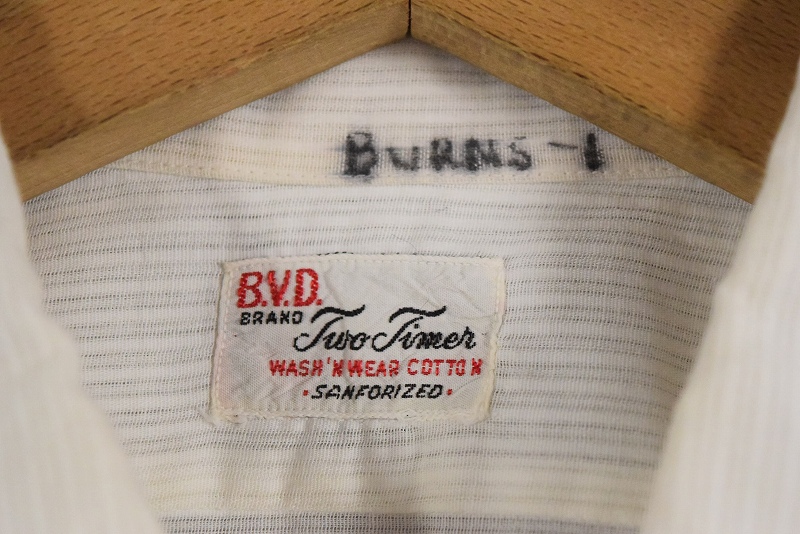 BURNS-1
B.V.D.
BRAND Two Timer
WASH'N WEAR COTTON
·SANFORIZED·